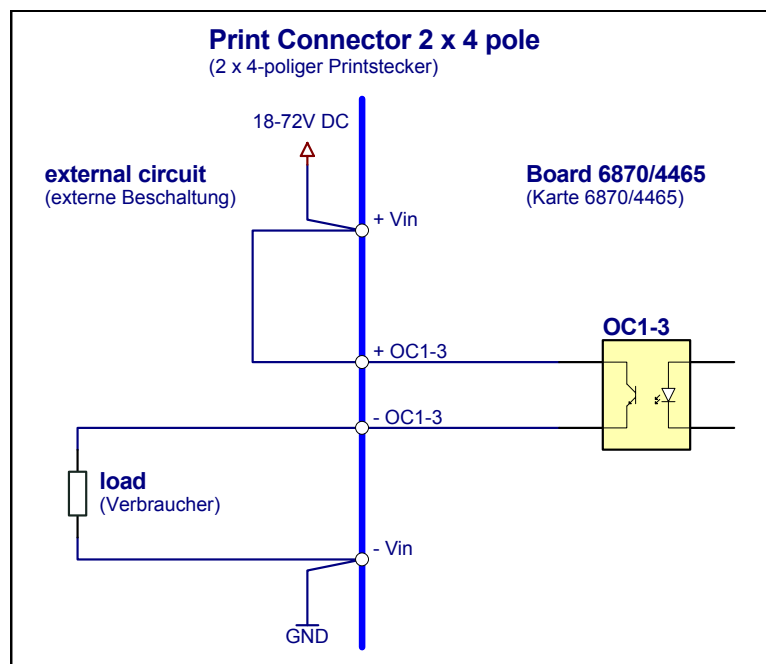 Print Connector 2 x 4 pole
(2 x 4-poliger Printstecker)
18-72V DC
external circuit
(externe Beschaltung)
Board 6870/4465
(Karte 6870/4465)
+ Vin
OC1-3
+ OC1-3
- OC1-3
load
(Verbraucher)
- Vin
GND